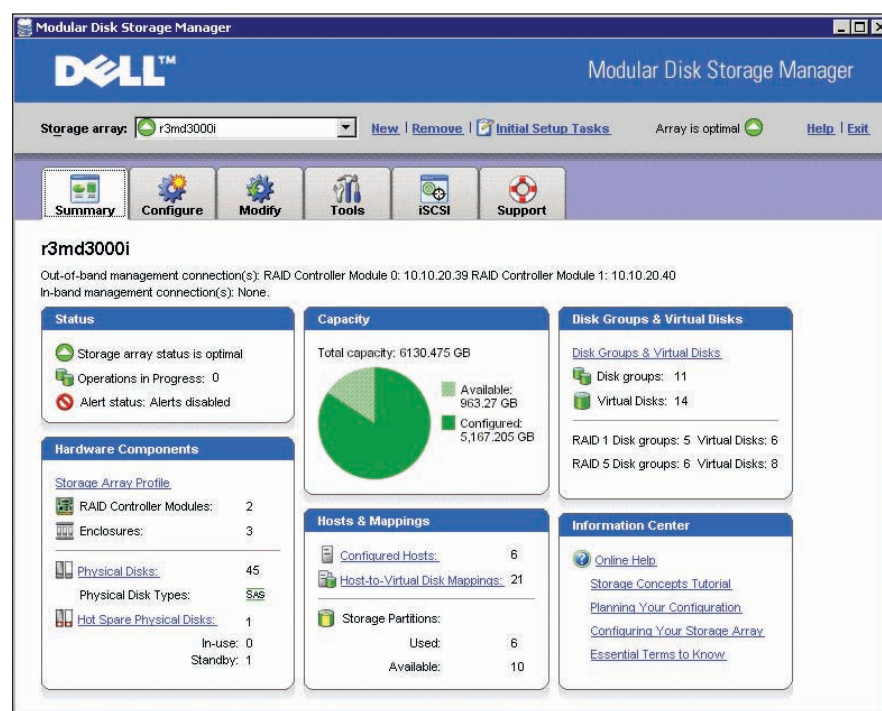 Modular Disk Storage Manager
DELL™
Modular Disk Storage Manager
Storage array: r3md3000i New | Remove | Initial Setup Tasks Array is optimal Help | Exit
Summary Configure Modify Tools iSCSI Support
r3md3000i
Out-of-band management connection(s): RAID Controller Module 0: 10.10.20.39 RAID Controller Module 1: 10.10.20.40
In-band management connection(s): None.
Status
Storage array status is optimal
Operations in Progress: 0
Alert status: Alerts disabled
Hardware Components
Storage Array Profile
RAID Controller Modules: 2
Enclosures: 3
Physical Disks: 45
Physical Disk Types: SAS
Hot Spare Physical Disks: 1
In-use: 0
Standby: 1
Capacity
Total capacity: 6130.475 GB
Available:
963.27 GB
Configured:
5,167.205 GB
Hosts & Mappings
Configured Hosts: 6
Host-to-Virtual Disk Mappings: 21
Storage Partitions:
Used: 6
Available: 10
Disk Groups & Virtual Disks
Disk Groups & Virtual Disks
Disk groups: 11
Virtual Disks: 14
RAID 1 Disk groups: 5 Virtual Disks: 6
RAID 5 Disk groups: 6 Virtual Disks: 8
Information Center
Online Help
Storage Concepts Tutorial
Planning Your Configuration
Configuring Your Storage Array
Essential Terms to Know